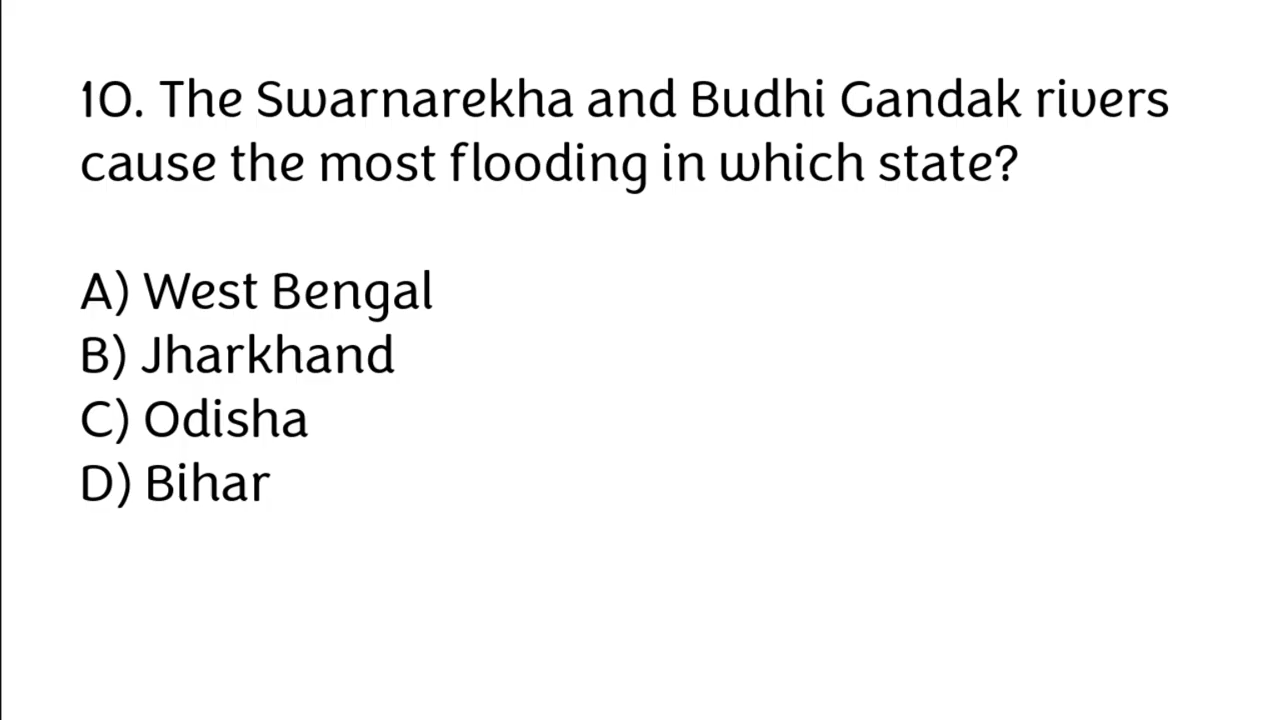 10. The Swarnarekha and Budhi Gandak rivers
cause the most flooding in which state?
A) West Bengal
B) Jharkhand
C) Odisha
D) Bihar